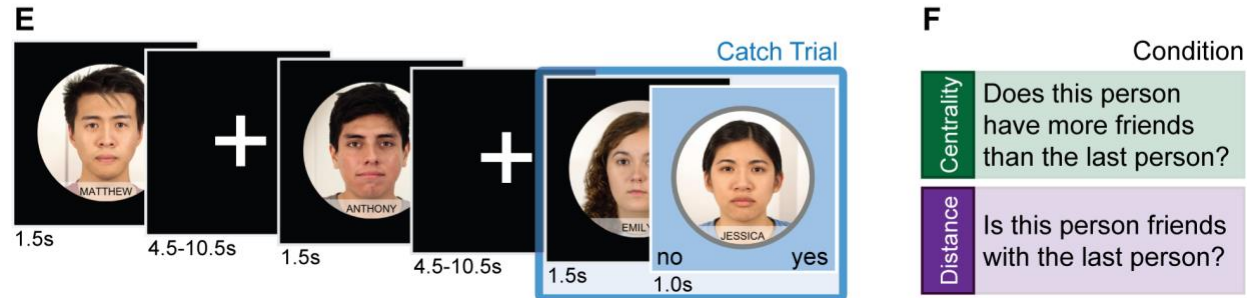 E
F
Catch Trial
Condition
MATTHEW
ANTHONY
EMILY
JESSICA
no yes
1.5s
4.5-10.5s
1.5s
4.5-10.5s
1.5s
1.0s
Centrality
Does this person
have more friends
than the last person?
Distance
Is this person friends
with the last person?